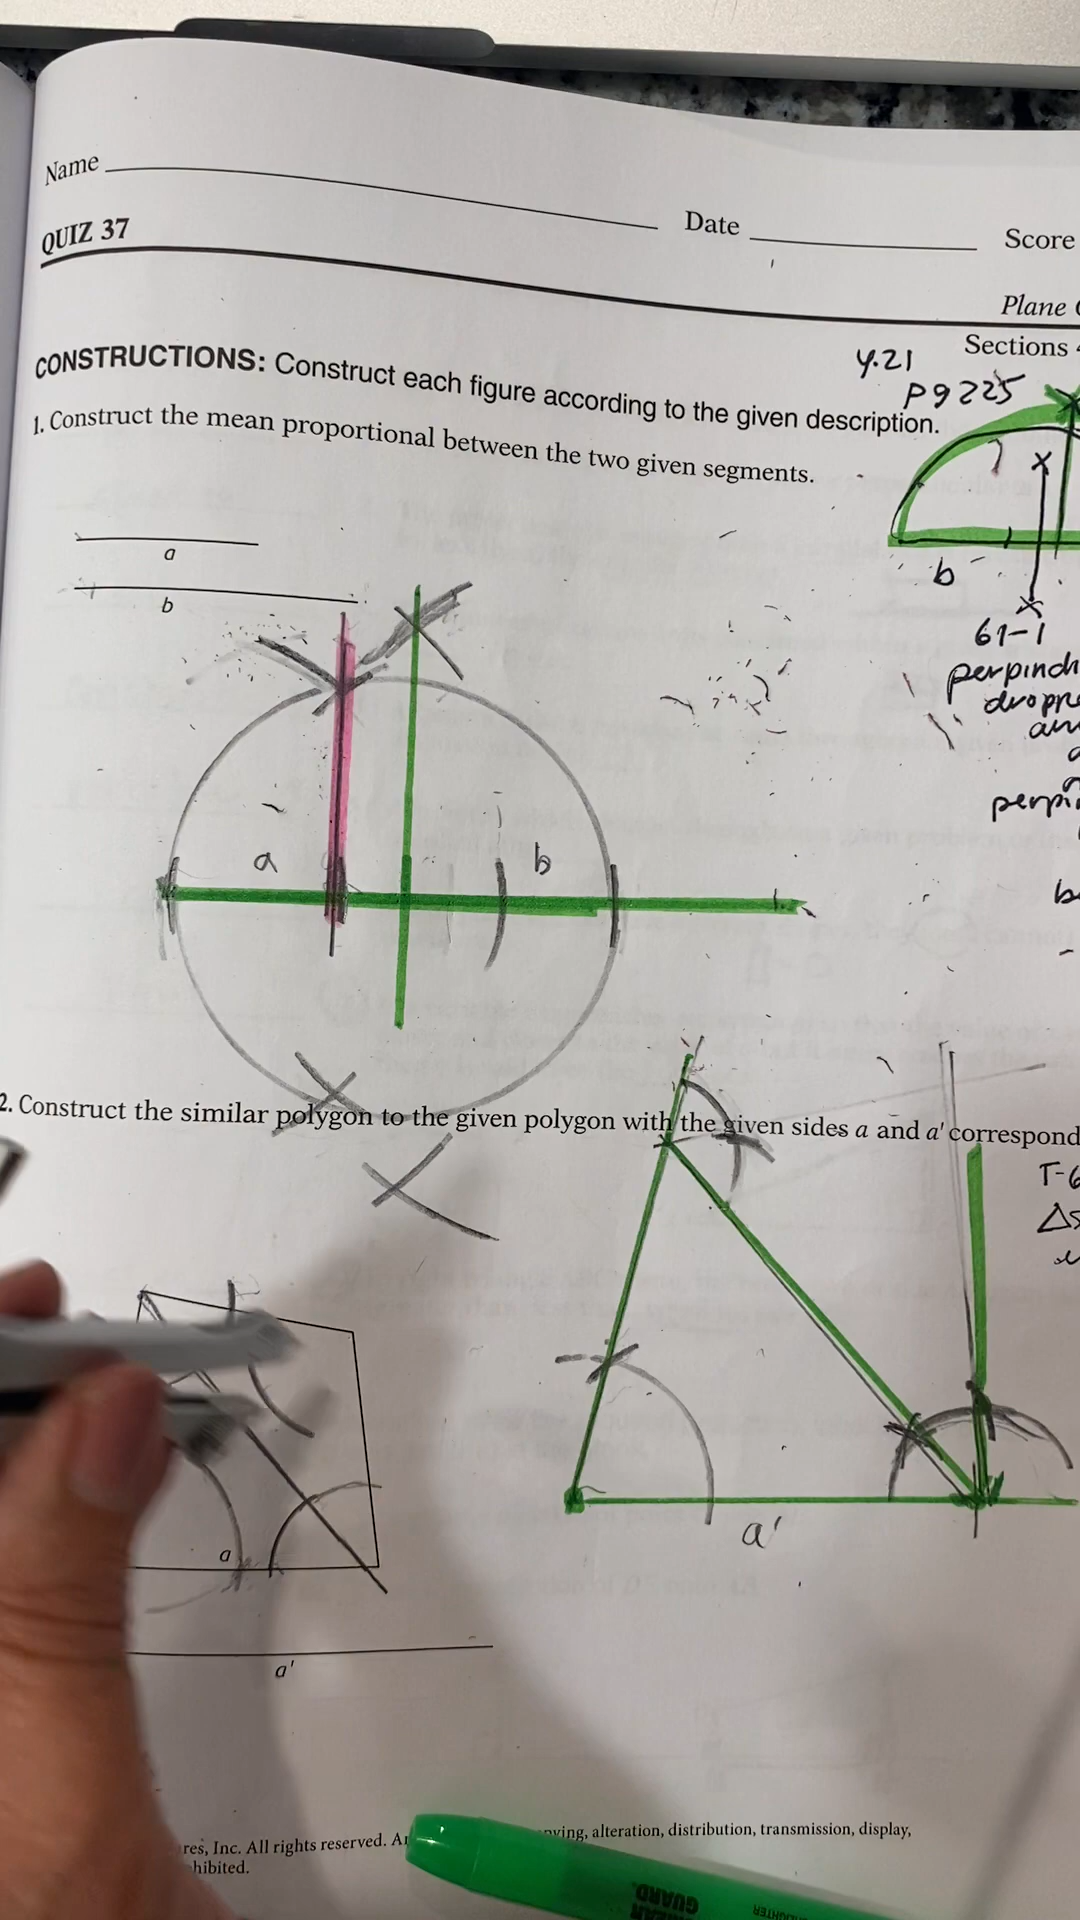 Name
Date
Score
QUIZ 37
Plane
Sections
4.21
P9225
CONSTRUCTIONS: Construct each figure according to the given description.
1. Construct the mean proportional between the two given segments.
a
b
b
61-1
perpinch
a
b
2. Construct the similar polygon to the given polygon with the given sides a and a' correspond
T-6
a
a'
a'
res, Inc. All rights reserved.
ying, alteration, distribution, transmission, display,
hibited.
GUARD